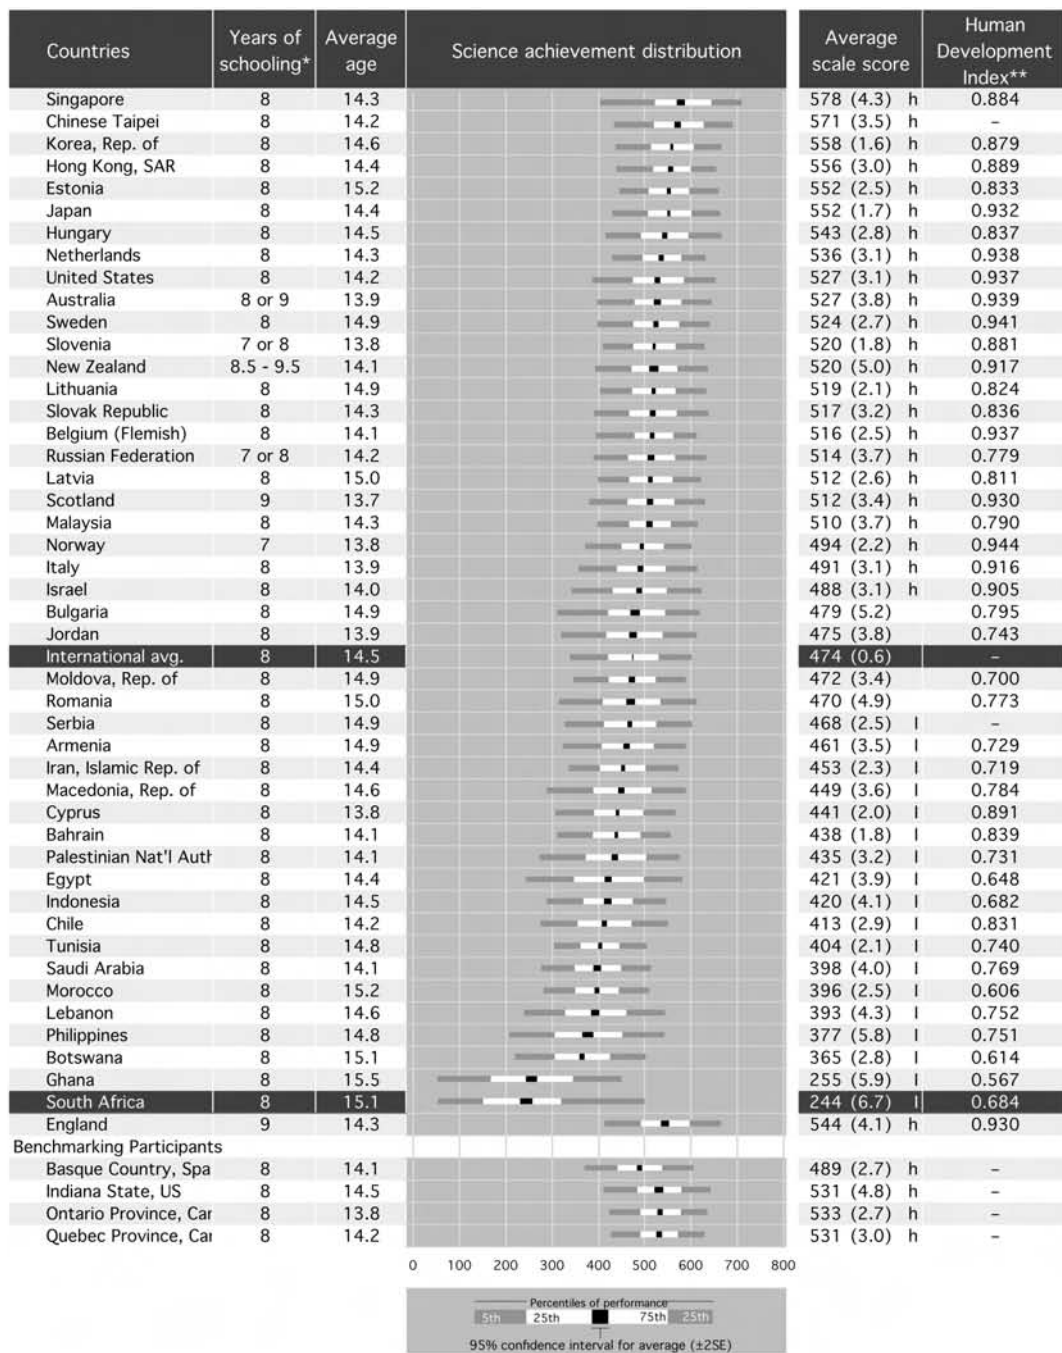 Countries Years of schooling* Average age Science achievement distribution Average scale score Human Development Index**
Singapore 8 14.3 578 (4.3) h 0.884
Chinese Taipei 8 14.2 571 (3.5) h –
Korea, Rep. of 8 14.6 558 (1.6) h 0.879
Hong Kong, SAR 8 14.4 556 (3.0) h 0.889
Estonia 8 15.2 552 (2.5) h 0.833
Japan 8 14.4 552 (1.7) h 0.932
Hungary 8 14.5 543 (2.8) h 0.837
Netherlands 8 14.3 536 (3.1) h 0.938
United States 8 14.2 527 (3.1) h 0.937
Australia 8 or 9 13.9 527 (3.8) h 0.939
Sweden 8 14.9 524 (2.7) h 0.941
Slovenia 7 or 8 13.8 520 (1.8) h 0.881
New Zealand 8.5 - 9.5 14.1 520 (5.0) h 0.917
Lithuania 8 14.9 519 (2.1) h 0.824
Slovak Republic 8 14.3 517 (3.2) h 0.836
Belgium (Flemish) 8 14.1 516 (2.5) h 0.937
Russian Federation 7 or 8 14.2 514 (3.7) h 0.779
Latvia 8 15.0 512 (2.6) h 0.811
Scotland 9 13.7 512 (3.4) h 0.930
Malaysia 8 14.3 510 (3.7) h 0.790
Norway 7 13.8 494 (2.2) h 0.944
Italy 8 13.9 491 (3.1) h 0.916
Israel 8 14.0 488 (3.1) h 0.905
Bulgaria 8 14.9 479 (5.2) 0.795
Jordan 8 13.9 475 (3.8) 0.743
International avg. 8 14.5 474 (0.6) –
Moldova, Rep. of 8 14.9 472 (3.4) 0.700
Romania 8 15.0 470 (4.9) 0.773
Serbia 8 14.9 468 (2.5) l –
Armenia 8 14.9 461 (3.5) l 0.729
Iran, Islamic Rep. of 8 14.4 453 (2.3) l 0.719
Macedonia, Rep. of 8 14.6 449 (3.6) l 0.784
Cyprus 8 13.8 441 (2.0) l 0.891
Bahrain 8 14.1 438 (1.8) l 0.839
Palestinian Nat'l Auth 8 14.1 435 (3.2) l 0.731
Egypt 8 14.4 421 (3.9) l 0.648
Indonesia 8 14.5 420 (4.1) l 0.682
Chile 8 14.2 413 (2.9) l 0.831
Tunisia 8 14.8 404 (2.1) l 0.740
Saudi Arabia 8 14.1 398 (4.0) l 0.769
Morocco 8 15.2 396 (2.5) l 0.606
Lebanon 8 14.6 393 (4.3) l 0.752
Philippines 8 14.8 377 (5.8) l 0.751
Botswana 8 15.1 365 (2.8) l 0.614
Ghana 8 15.5 255 (5.9) l 0.567
South Africa 8 15.1 244 (6.7) l 0.684
England 9 14.3 544 (4.1) h 0.930
Benchmarking Participants
Basque Country, Spa 8 14.1 489 (2.7) h –
Indiana State, US 8 14.5 531 (4.8) h –
Ontario Province, Car 8 13.8 533 (2.7) h –
Quebec Province, Car 8 14.2 531 (3.0) h –
0 100 200 300 400 500 600 700 800
Percentiles of performance
5th 25th 75th 25th
95% confidence interval for average (±2SE)